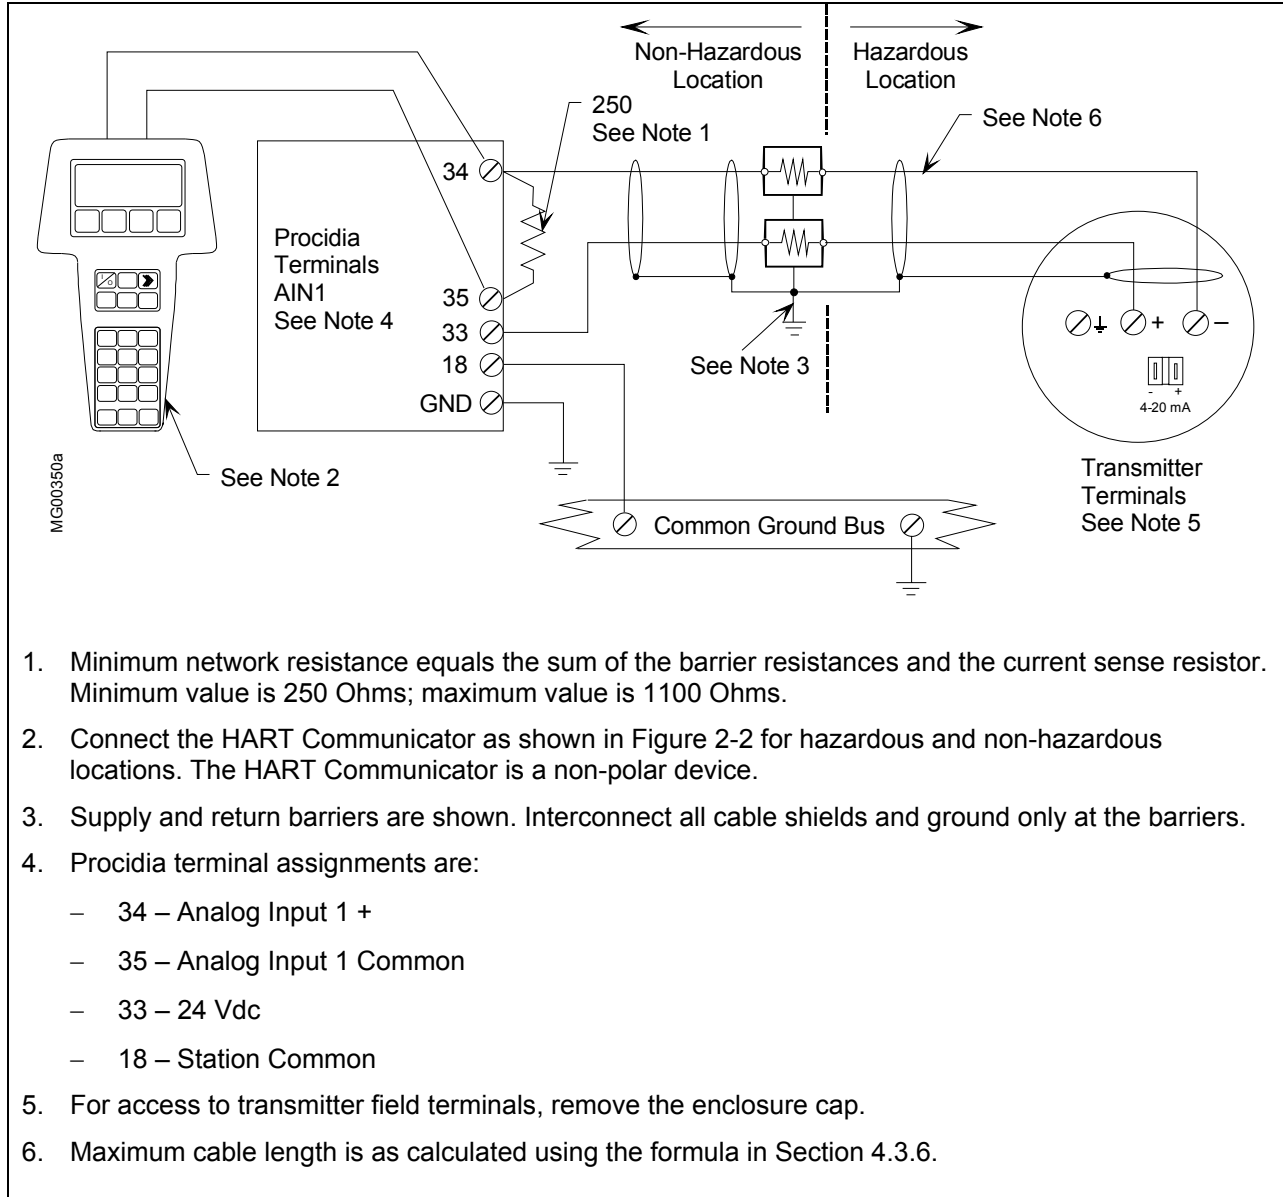 Non-Hazardous
Location
Hazardous
Location
250
See Note 1
See Note 6
34
Procidia
Terminals
AIN1
See Note 4
35
33
18
GND
See Note 3
+
–
- +
4-20 mA
See Note 2
MG00350a
Common Ground Bus
Transmitter
Terminals
See Note 5
1. Minimum network resistance equals the sum of the barrier resistances and the current sense resistor.
Minimum value is 250 Ohms; maximum value is 1100 Ohms.
2. Connect the HART Communicator as shown in Figure 2-2 for hazardous and non-hazardous
locations. The HART Communicator is a non-polar device.
3. Supply and return barriers are shown. Interconnect all cable shields and ground only at the barriers.
4. Procidia terminal assignments are:
– 34 – Analog Input 1 +
– 35 – Analog Input 1 Common
– 33 – 24 Vdc
– 18 – Station Common
5. For access to transmitter field terminals, remove the enclosure cap.
6. Maximum cable length is as calculated using the formula in Section 4.3.6.